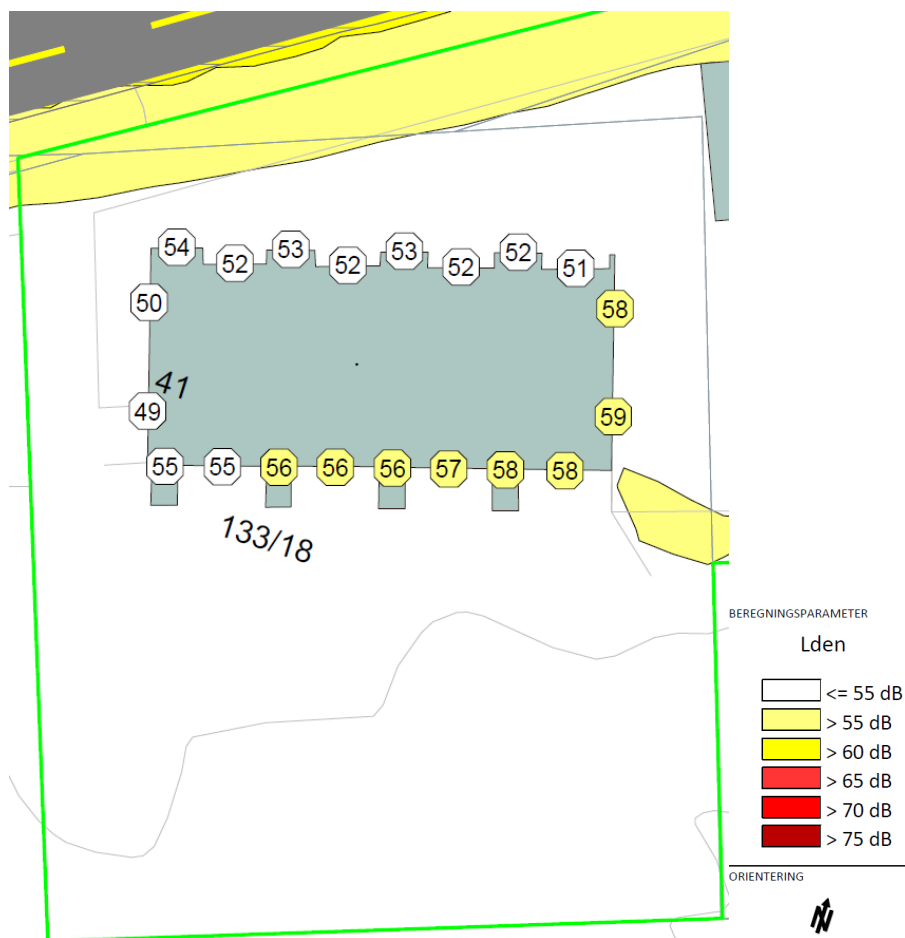 54
52
53
52
53
52
52
51
50
58
41
49
59
55
55
56
56
56
57
58
58
133/18
BEREGNINGSPARAMETER
Lden
<= 55 dB
> 55 dB
> 60 dB
> 65 dB
> 70 dB
> 75 dB
ORIENTERING
N